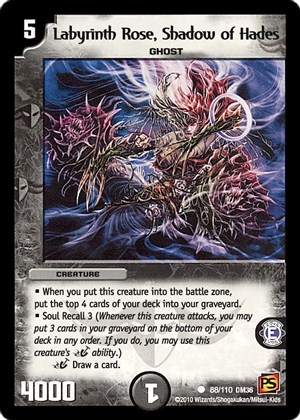 5
Labyrinth Rose, Shadow of Hades
GHOST
CREATURE
▪ When you put this creature into the battle zone,
put the top 4 cards of your deck into your graveyard.
▪ Soul Recall 3 (Whenever this creature attacks, you may
put 3 cards in your graveyard on the bottom of your
deck in any order. If you do, you may use this
creature's ability.)
Draw a card.
4000
1
88/110 DM36
©2010 Wizards/Shogakukan/Mitsui-Kids
E
PS